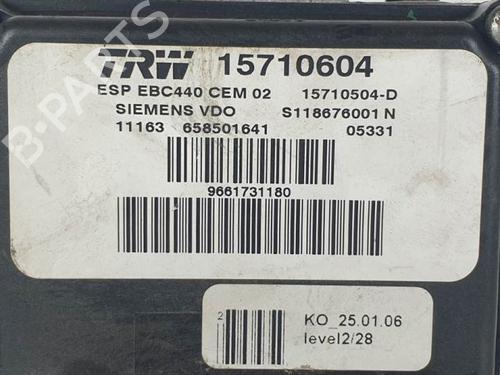 TRW 15710604
ESP EBC440 CEM 02 15710504-D
SIEMENS VDO S118676001 N
11163 658501641 05331
9661731180
2
KO_25.01.06
level2/28
B-PARTS